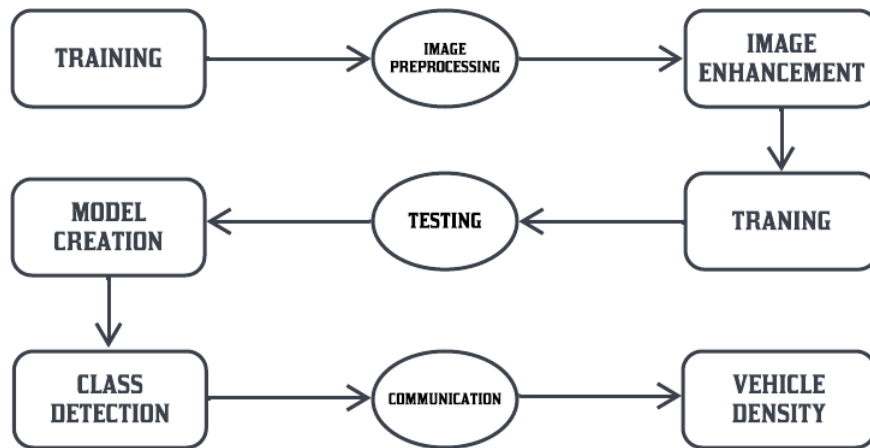 TRAINING
IMAGE
PREPROCESSING
IMAGE
ENHANCEMENT
TRANING
TESTING
MODEL
CREATION
CLASS
DETECTION
COMMUNICATION
VEHICLE
DENSITY